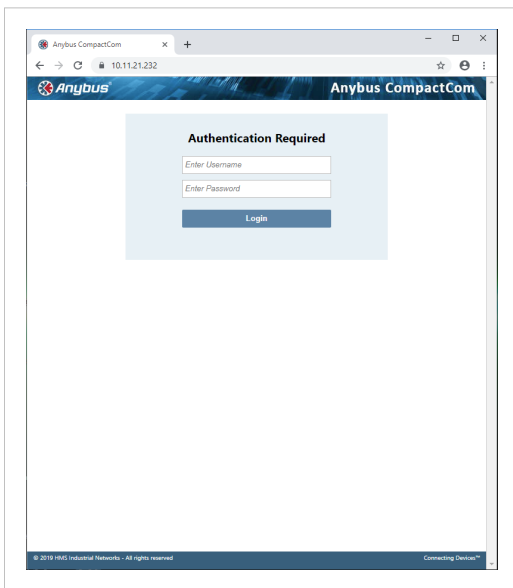 Anybus CompactCom
10.11.21.232
Anybus
Anybus CompactCom
Authentication Required
Enter Username
Enter Password
Login
© 2019 HMS Industrial Networks - All rights reserved
Connecting Devices™